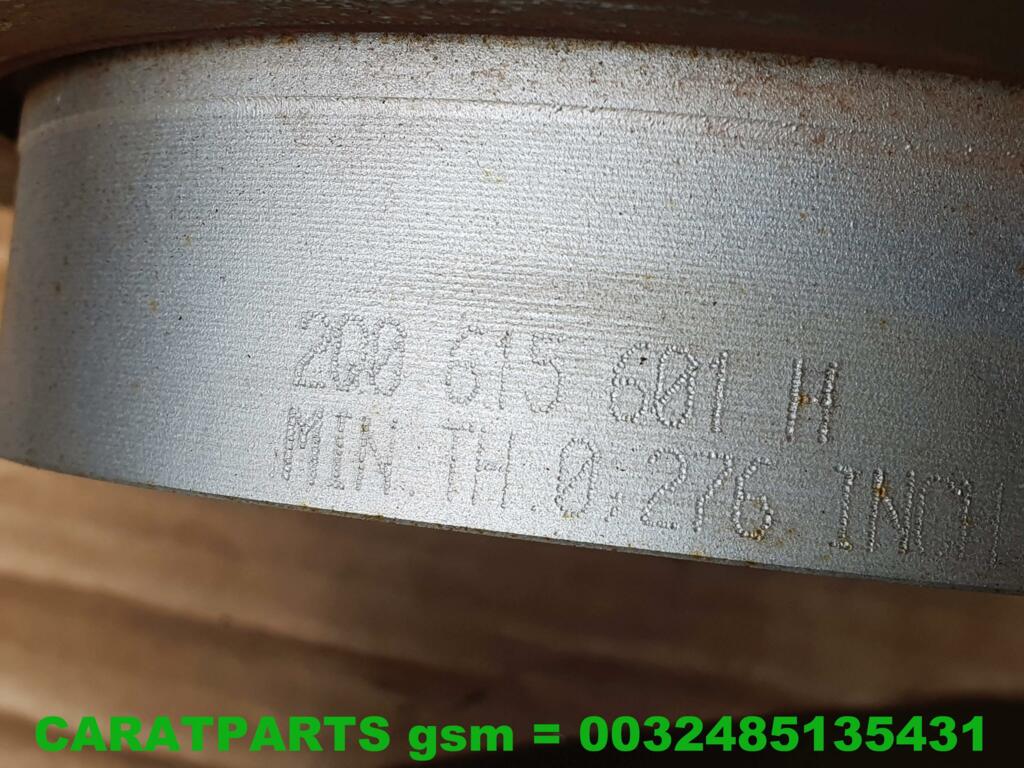 2Q0 615 601 H
MIN.TH.0.276 INCH
CARATPARTS gsm = 0032485135431